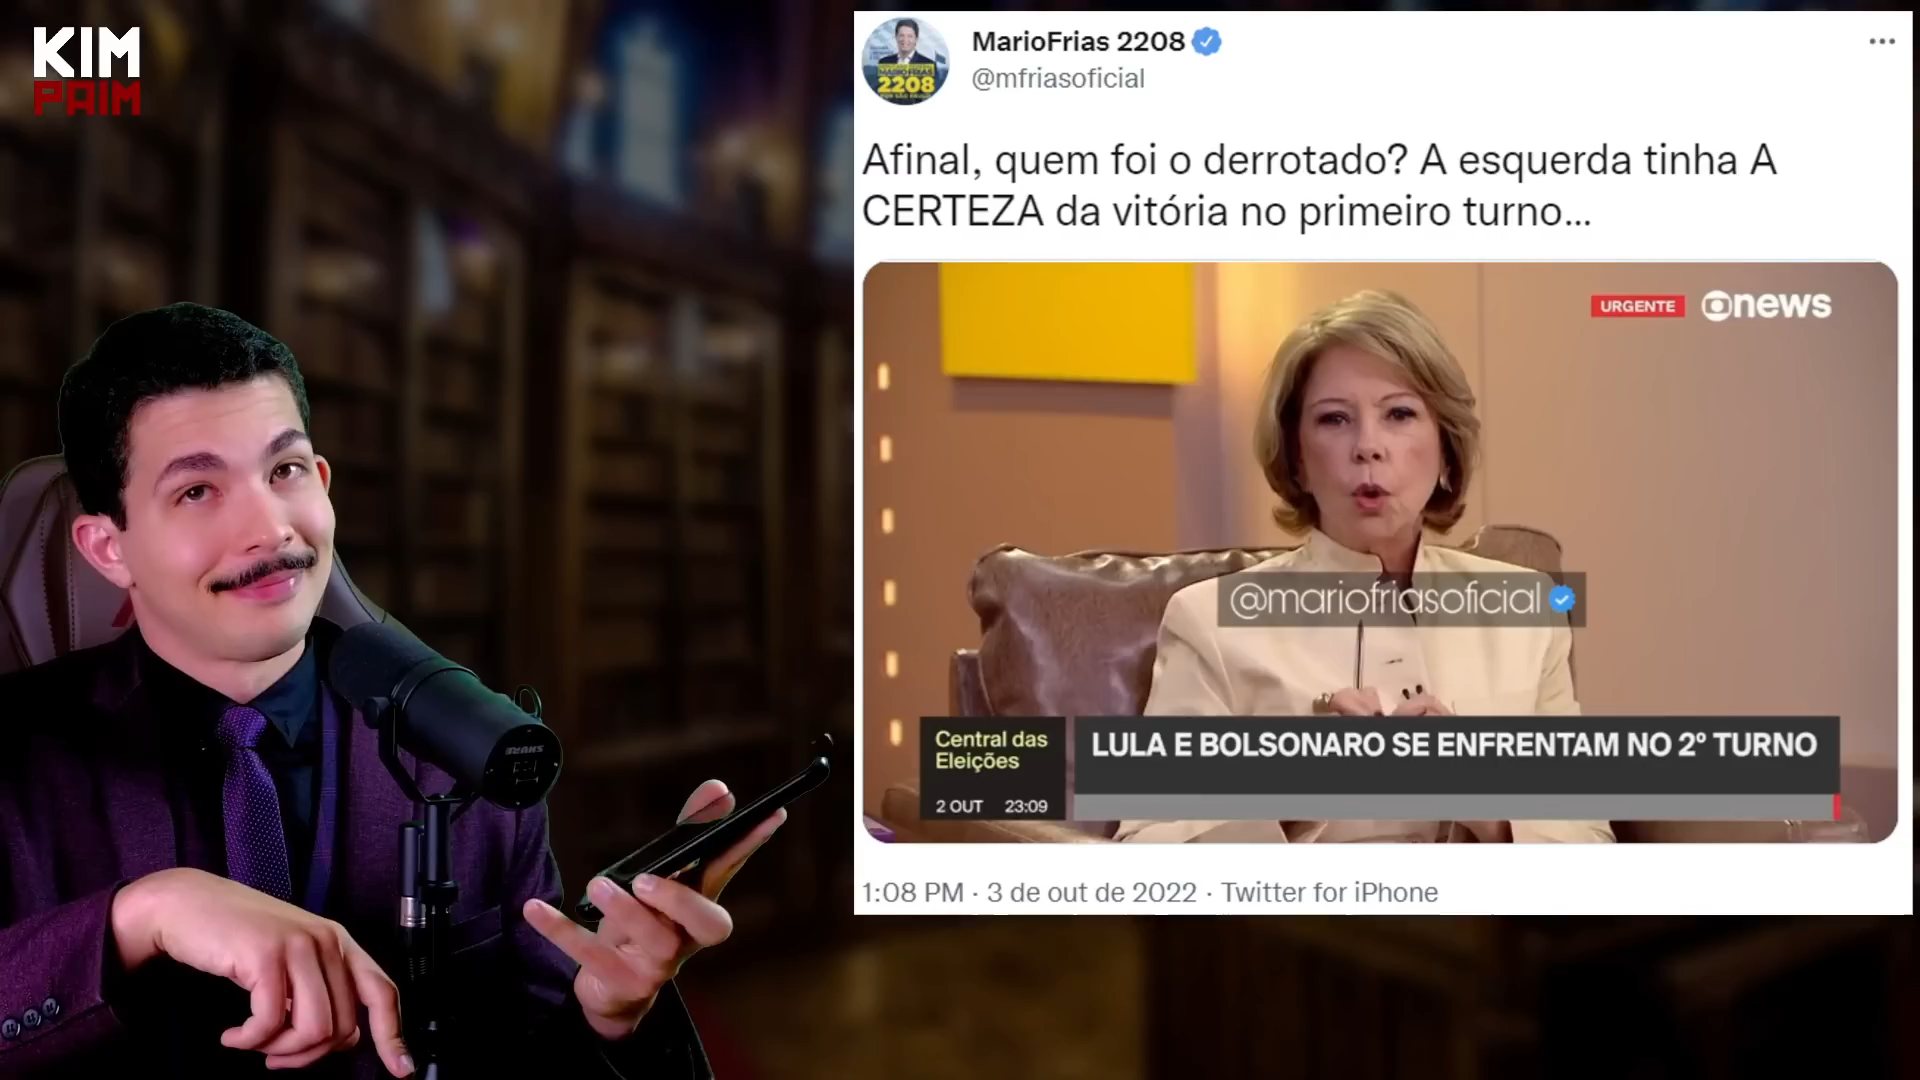 KIM
PAIM
MarioFrias 2208
@mfriasoficial
Afinal, quem foi o derrotado? A esquerda tinha A
CERTEZA da vitória no primeiro turno...
URGENTE
news
@mariofriasoficial
Central das
Eleições
2 OUT 23:09
LULA E BOLSONARO SE ENFRENTAM NO 2º TURNO
1:08 PM · 3 de out de 2022 · Twitter for iPhone
MARIOFRIAS
2208